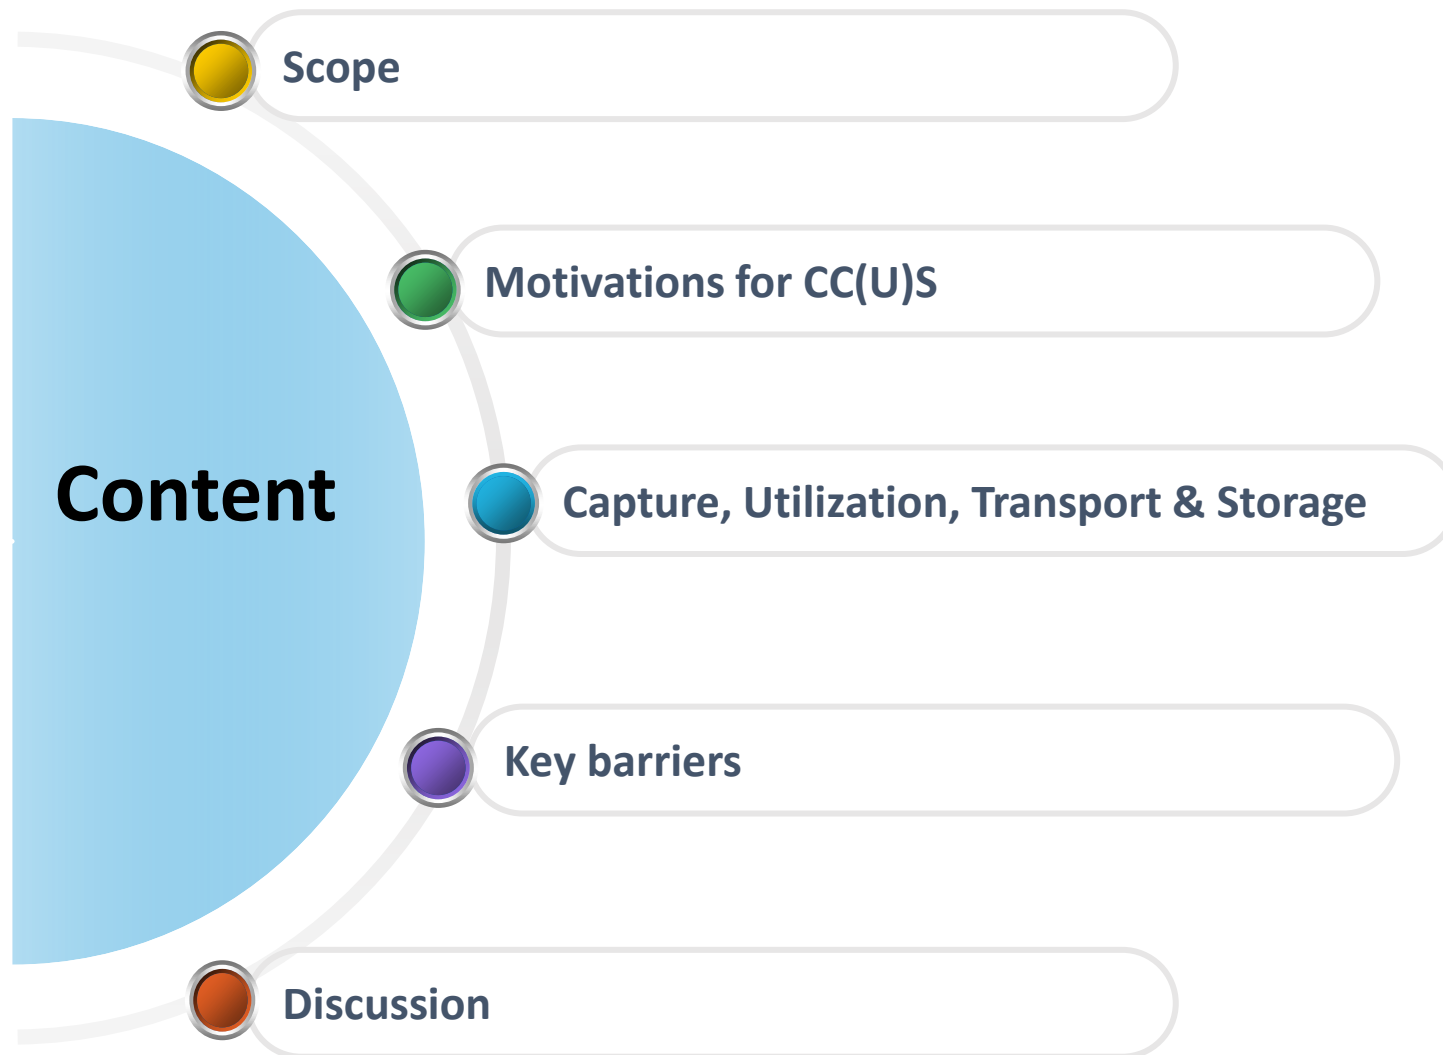 Scope
Motivations for CC(U)S
Content
Capture, Utilization, Transport & Storage
Key barriers
Discussion